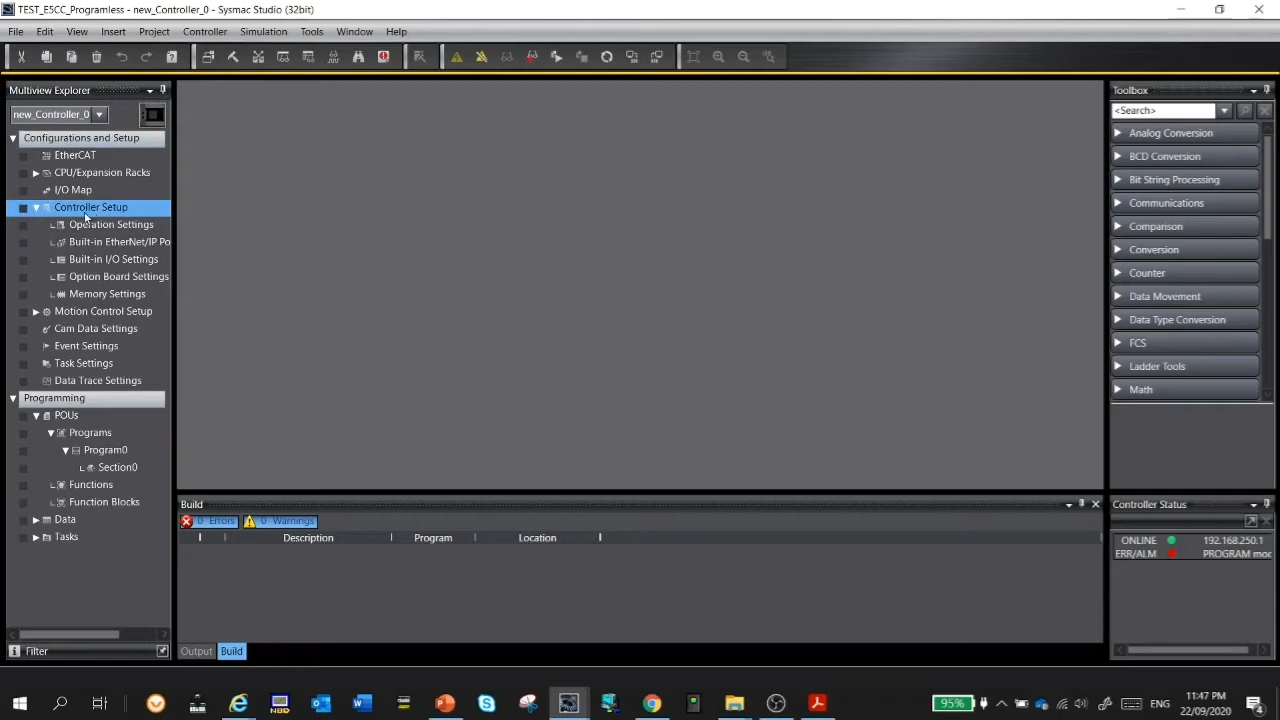 TEST_E5CC_Programless - new_Controller_0 - Sysmac Studio (32bit)
File Edit View Insert Project Controller Simulation Tools Window Help
Multiview Explorer
new_Controller_0
Configurations and Setup
EtherCAT
CPU/Expansion Racks
I/O Map
Controller Setup
Operation Settings
Built-in EtherNet/IP Po
Built-in I/O Settings
Option Board Settings
Memory Settings
Motion Control Setup
Cam Data Settings
Event Settings
Task Settings
Data Trace Settings
Programming
POUs
Programs
Program0
Section0
Functions
Function Blocks
Data
Tasks
Filter
Build
0 Errors 0 Warnings
Description Program Location
Output Build
Toolbox
<Search>
Analog Conversion
BCD Conversion
Bit String Processing
Communications
Comparison
Conversion
Counter
Data Movement
Data Type Conversion
FCS
Ladder Tools
Math
Controller Status
ONLINE 192.168.250.1
ERR/ALM PROGRAM moc
95% ENG
11:47 PM
22/09/2020